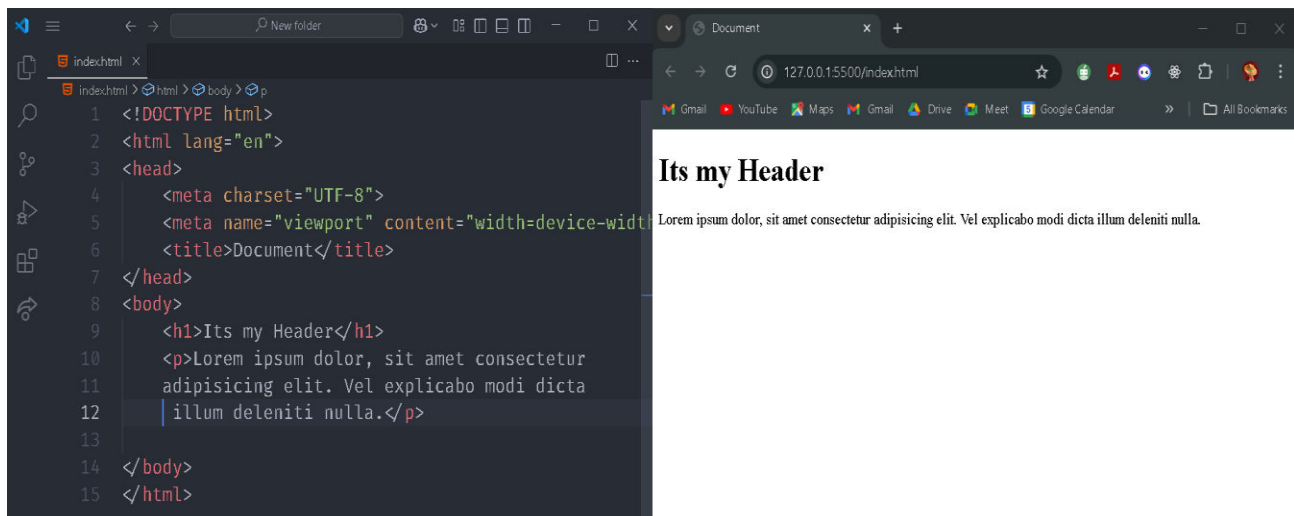 New folder
index.html
index.html > html > body > p
1 <!DOCTYPE html>
2 <html lang="en">
3 <head>
4 <meta charset="UTF-8">
5 <meta name="viewport" content="width=device-widt
6 <title>Document</title>
7 </head>
8 <body>
9 <h1>Its my Header</h1>
10 <p>Lorem ipsum dolor, sit amet consectetur
11 adipisicing elit. Vel explicabo modi dicta
12 illum deleniti nulla.</p>
13
14 </body>
15 </html>
Document
127.0.0.1:5500/index.html
Gmail YouTube Maps Gmail Drive Meet 5 Google Calendar » All Bookmarks
Its my Header
Lorem ipsum dolor, sit amet consectetur adipisicing elit. Vel explicabo modi dicta illum deleniti nulla.